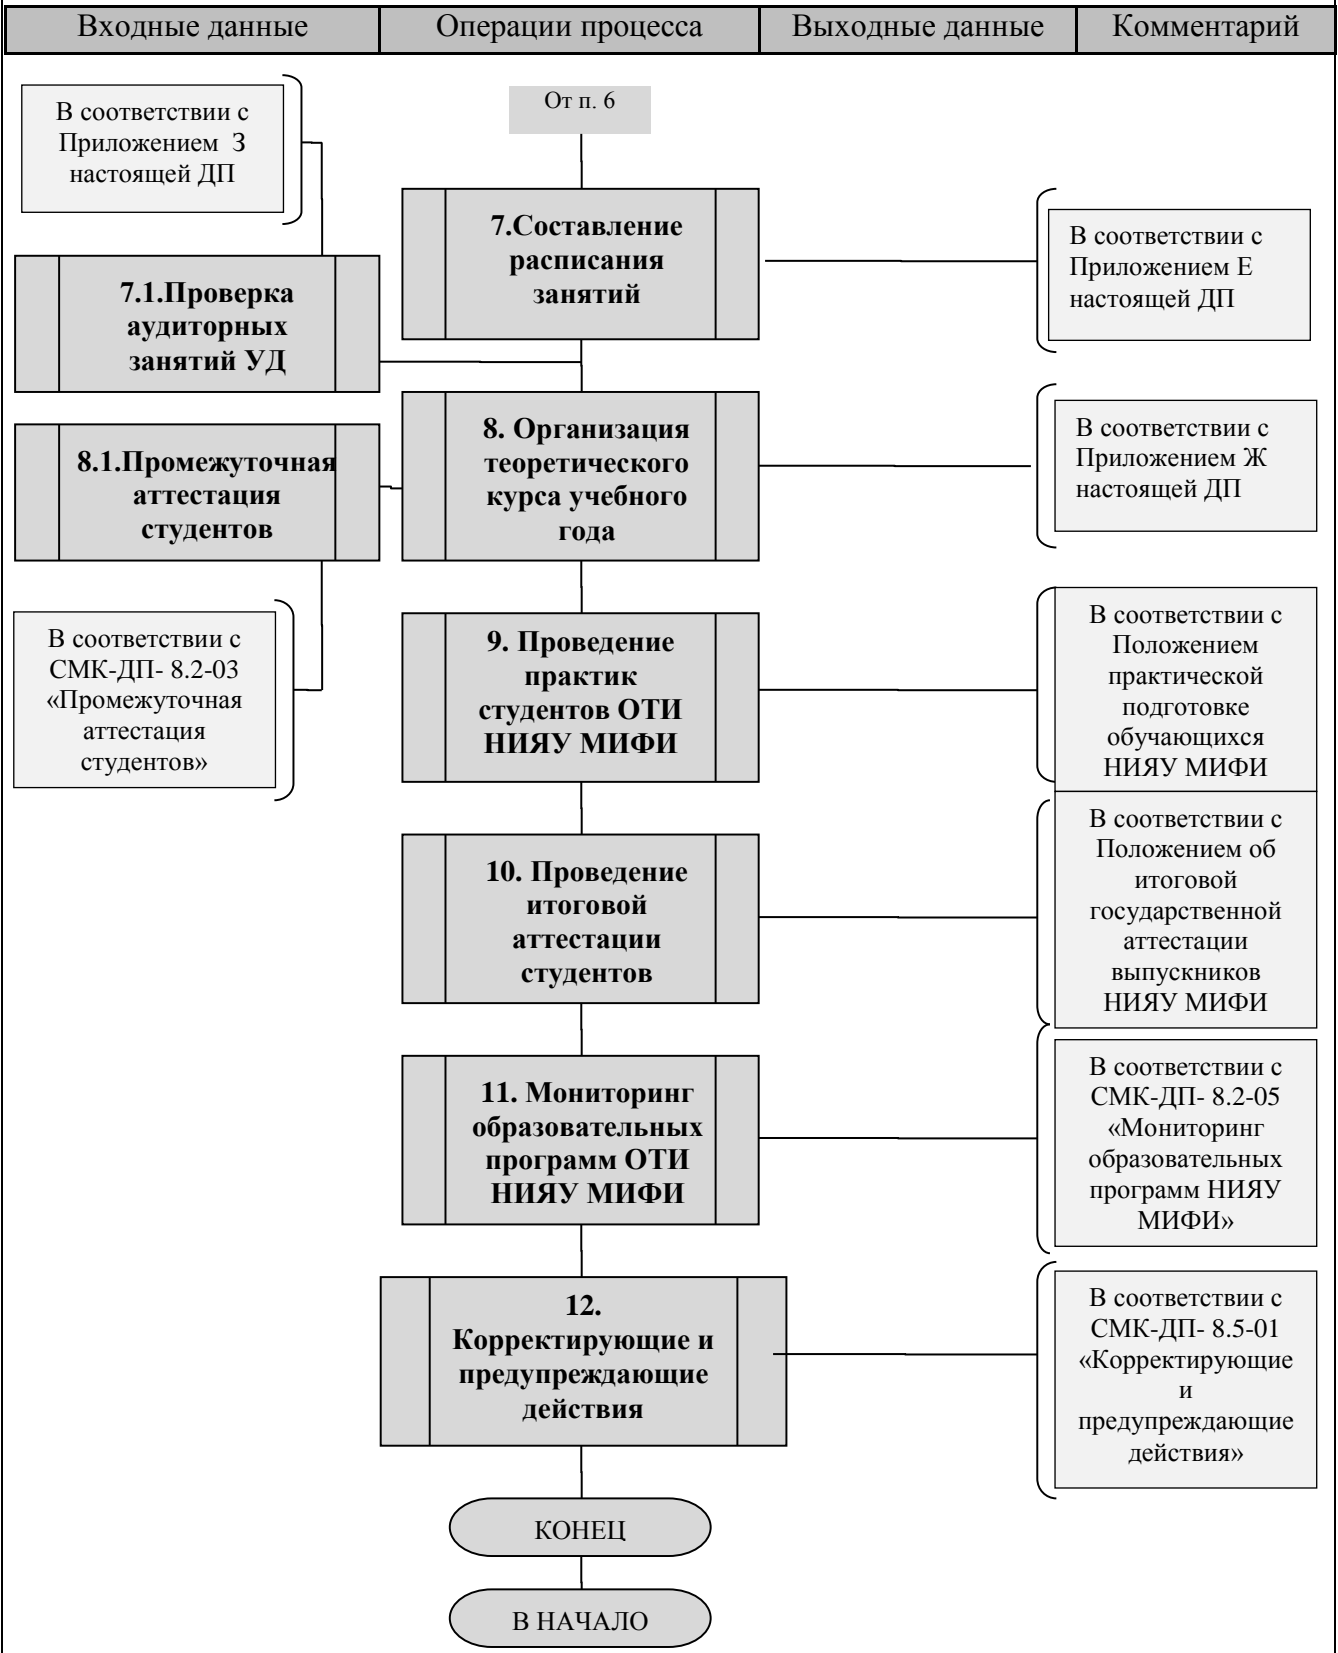 Входные данные
Операции процесса
Выходные данные
Комментарий
В соответствии с
Приложением З
настоящей ДП
От п. 6
7.Составление
расписания
занятий
В соответствии с
Приложением Е
настоящей ДП
7.1.Проверка
аудиторных
занятий УД
8. Организация
теоретического
курса учебного
года
В соответствии с
Приложением Ж
настоящей ДП
8.1.Промежуточная
аттестация
студентов
В соответствии с
СМК-ДП- 8.2-03
«Промежуточная
аттестация
студентов»
9. Проведение
практик
студентов ОТИ
НИЯУ МИФИ
В соответствии с
Положением
практической
подготовке
обучающихся
НИЯУ МИФИ
10. Проведение
итоговой
аттестации
студентов
В соответствии с
Положением об
итоговой
государственной
аттестации
выпускников
НИЯУ МИФИ
11. Мониторинг
образовательных
программ ОТИ
НИЯУ МИФИ
В соответствии с
СМК-ДП- 8.2-05
«Мониторинг
образовательных
программ НИЯУ
МИФИ»
12.
Корректирующие и
предупреждающие
действия
В соответствии с
СМК-ДП- 8.5-01
«Корректирующие
и
предупреждающие
действия»
КОНЕЦ
В НАЧАЛО